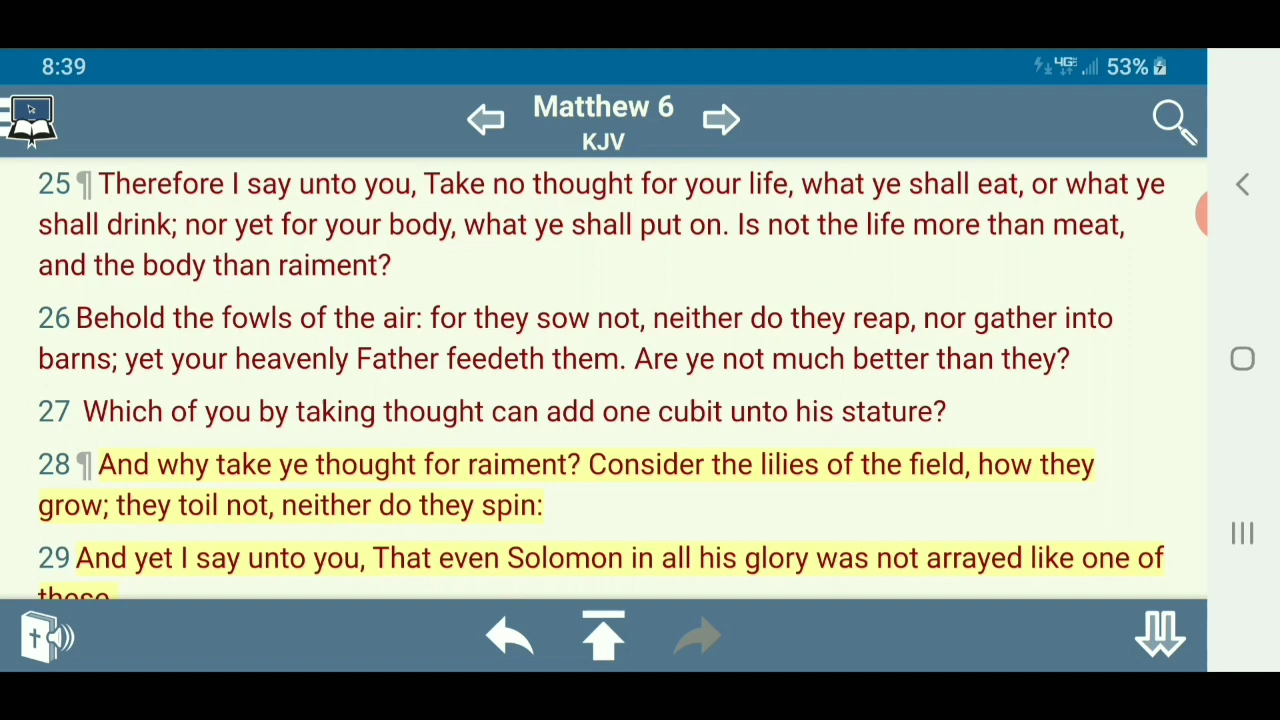 8:39
4GE 53%
Matthew 6
KJV
25 ¶ Therefore I say unto you, Take no thought for your life, what ye shall eat, or what ye
shall drink; nor yet for your body, what ye shall put on. Is not the life more than meat,
and the body than raiment?
26 Behold the fowls of the air: for they sow not, neither do they reap, nor gather into
barns; yet your heavenly Father feedeth them. Are ye not much better than they?
27 Which of you by taking thought can add one cubit unto his stature?
28 ¶ And why take ye thought for raiment? Consider the lilies of the field, how they
grow; they toil not, neither do they spin:
29 And yet I say unto you, That even Solomon in all his glory was not arrayed like one of
these.